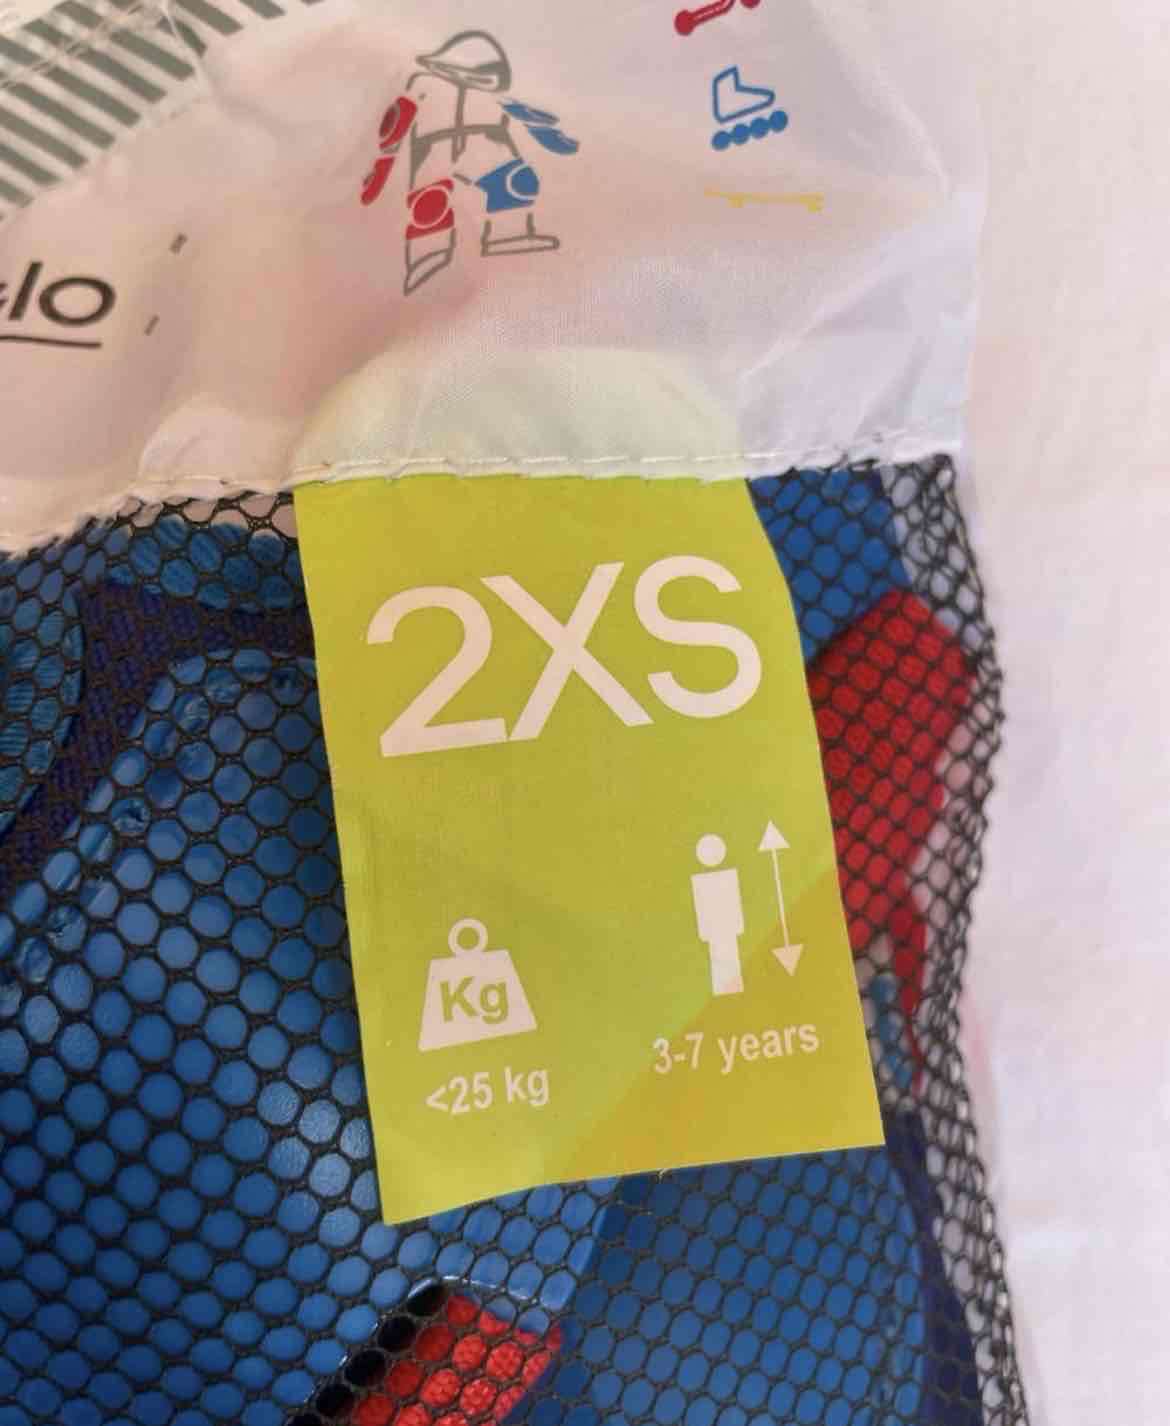 2XS
Kg
<25 kg
3-7 years